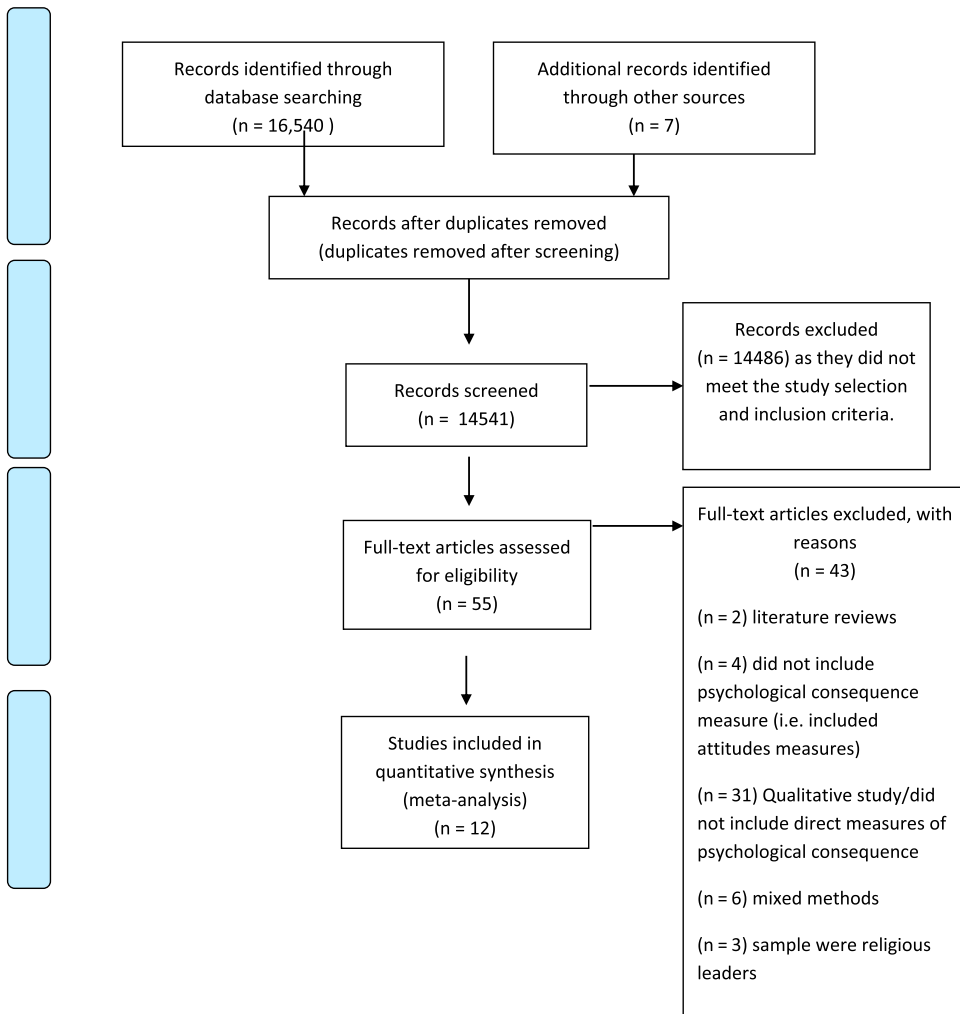 Records identified through
database searching
(n = 16,540 )
Additional records identified
through other sources
(n = 7)
Records after duplicates removed
(duplicates removed after screening)
Records screened
(n =  14541)
Records excluded
(n = 14486) as they did not
meet the study selection
and inclusion criteria.
Full-text articles assessed
for eligibility
(n = 55)
Full-text articles excluded, with
reasons
(n = 43)
(n = 2) literature reviews
(n = 4) did not include
psychological consequence
measure (i.e. included
attitudes measures)
(n = 31) Qualitative study/did
not include direct measures of
psychological consequence
(n = 6) mixed methods
(n = 3) sample were religious
leaders
Studies included in
quantitative synthesis
(meta-analysis)
(n = 12)